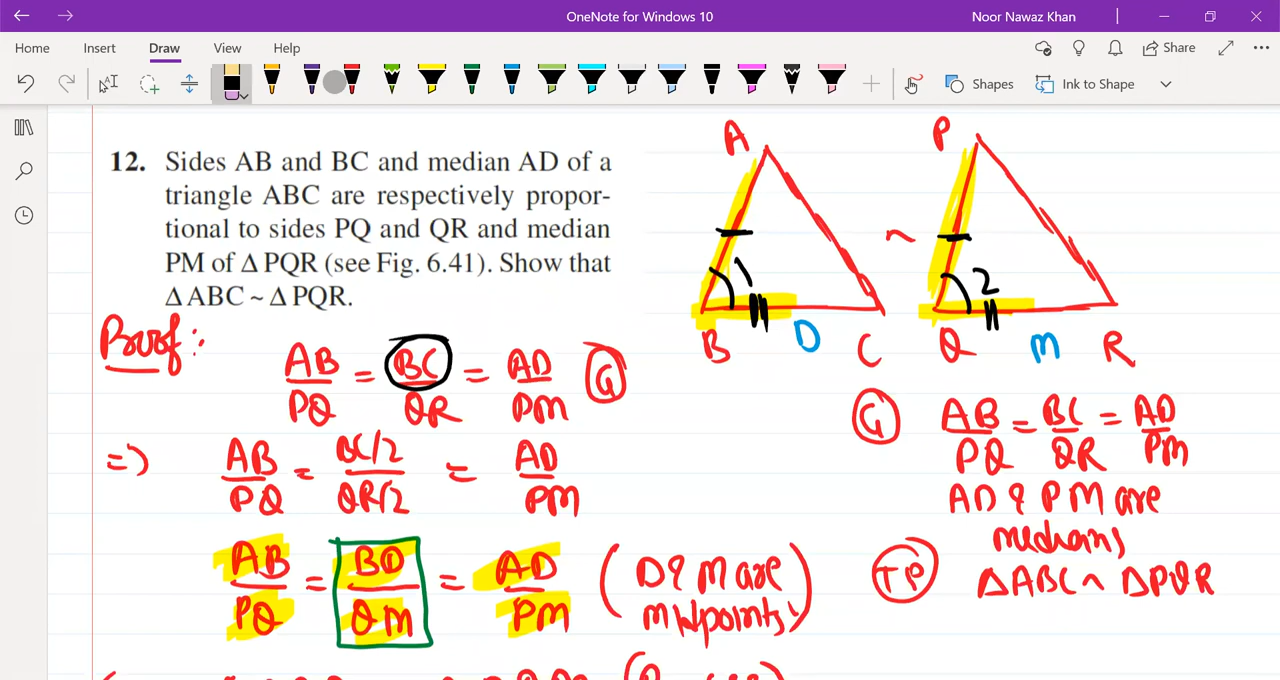 OneNote for Windows 10
Noor Nawaz Khan
Home Insert Draw View Help
Share
Shapes
Ink to Shape
12. Sides AB and BC and median AD of a
triangle ABC are respectively propor-
tional to sides PQ and QR and median
PM of Δ PQR (see Fig. 6.41). Show that
Δ ABC ~ Δ PQR.
A
P
~
1
2
B D C
Q M R
Proof:
AB/PQ = BC/QR = AD/PM (G)
=> AB/PQ = BC/2 / QR/2 = AD/PM
AB/PQ = BD/QM = AD/PM (D & M are
midpoints)
(G) AB/PQ = BC/QR = AD/PM
AD & PM are
medians
(TP) ΔABC ~ ΔPQR